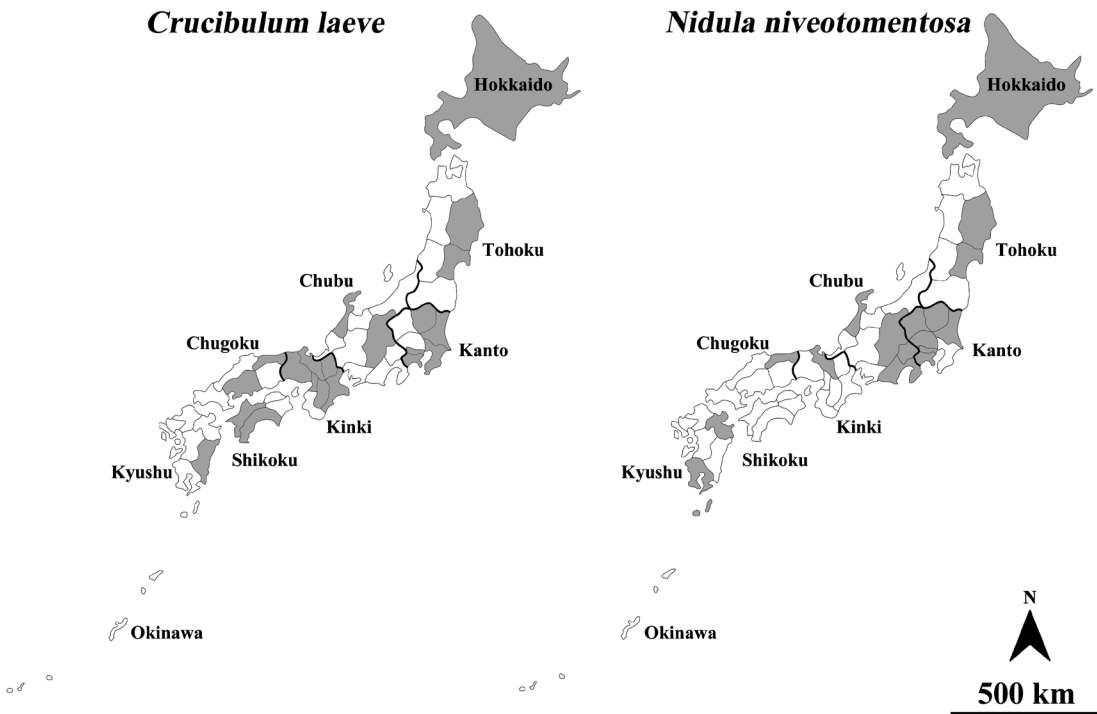 Crucibulum laeve
Hokkaido
Tohoku
Chubu
Kanto
Chugoku
Kinki
Shikoku
Kyushu
Okinawa
Nidula niveotomentosa
Hokkaido
Tohoku
Chubu
Kanto
Chugoku
Kinki
Shikoku
Kyushu
Okinawa
N
500 km